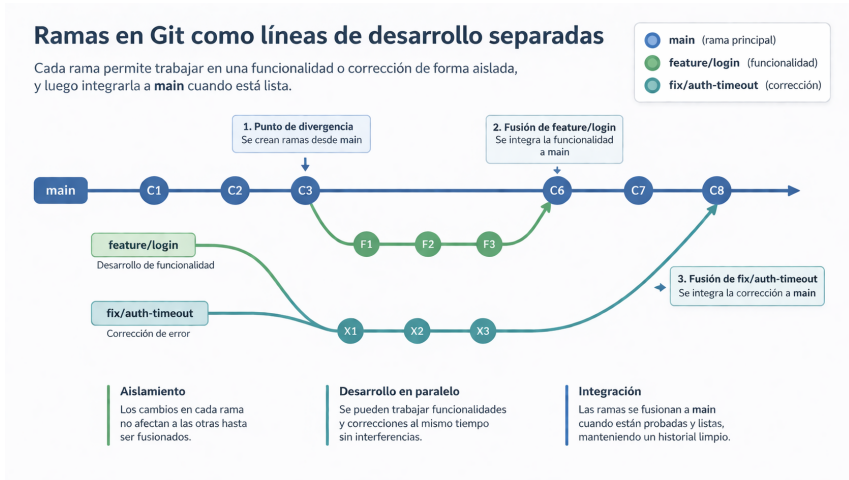 Ramas en Git como líneas de desarrollo separadas
Cada rama permite trabajar en una funcionalidad o corrección de forma aislada,
y luego integrarla a main cuando está lista.
main (rama principal)
feature/login (funcionalidad)
fix/auth-timeout (corrección)
1. Punto de divergencia
Se crean ramas desde main
2. Fusión de feature/login
Se integra la funcionalidad
a main
main
C1
C2
C3
C6
C7
C8
feature/login
Desarrollo de funcionalidad
F1
F2
F3
3. Fusión de fix/auth-timeout
Se integra la corrección a main
fix/auth-timeout
Corrección de error
X1
X2
X3
Aislamiento
Los cambios en cada rama
no afectan a las otras hasta
ser fusionados.
Desarrollo en paralelo
Se pueden trabajar funcionalidades
y correcciones al mismo tiempo
sin interferencias.
Integración
Las ramas se fusionan a main
cuando están probadas y listas,
manteniendo un historial limpio.